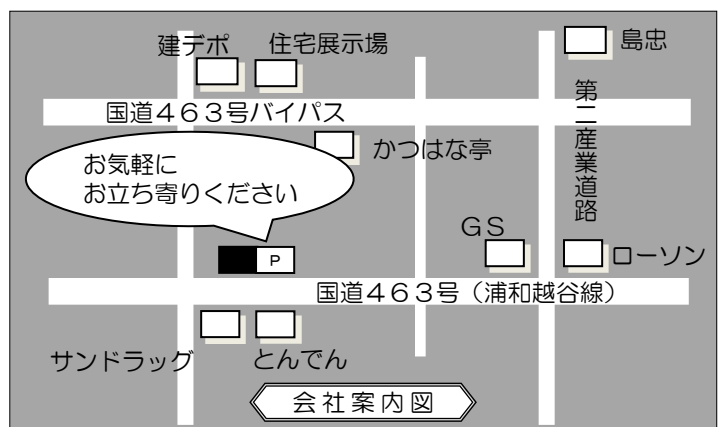 建デポ
住宅展示場
島忠
国道463号バイパス
第二産業道路
かつはな亭
お気軽に
お立ち寄りください
GS
P
ローソン
国道463号(浦和越谷線)
サンドラッグ
とんでん
会社案内図